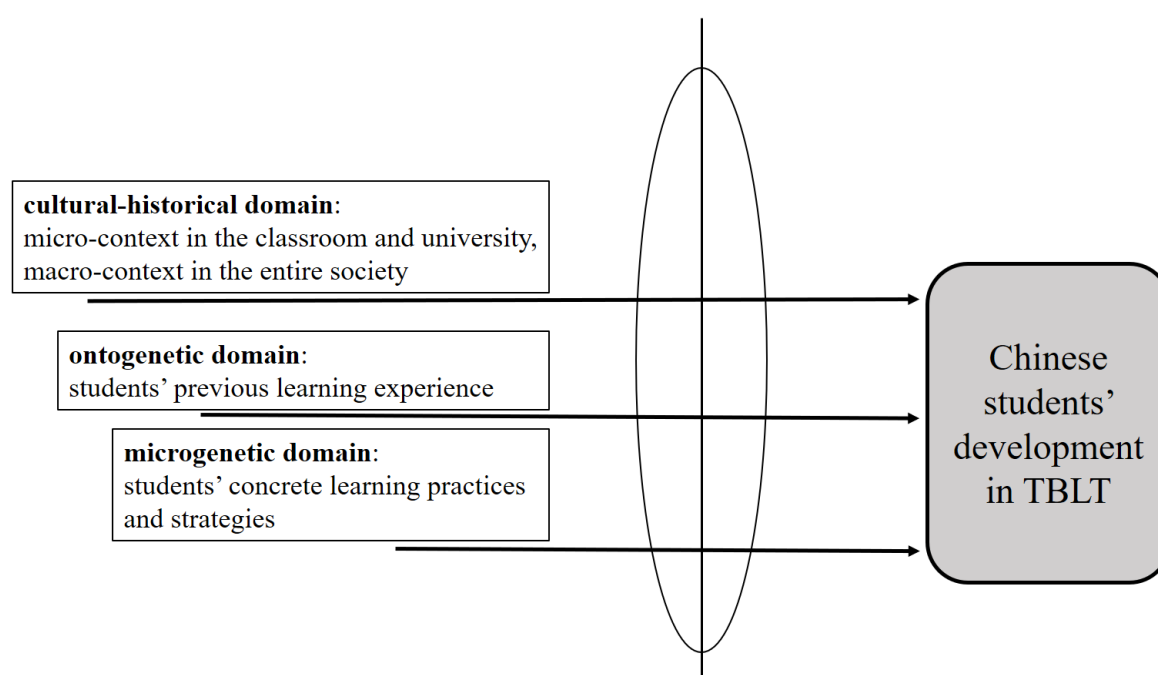 cultural-historical domain:
micro-context in the classroom and university,
macro-context in the entire society
ontogenetic domain:
students’ previous learning experience
microgenetic domain:
students’ concrete learning practices
and strategies
Chinese
students’
development
in TBLT